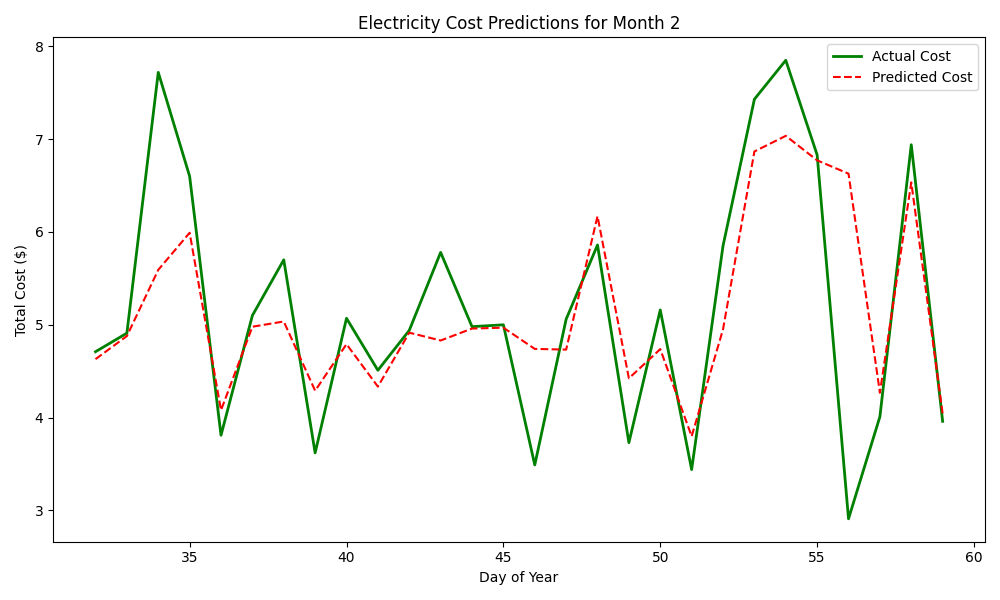 Electricity Cost Predictions for Month 2
Actual Cost
Predicted Cost
Total Cost ($)
8
7
6
5
4
3
35
40
45
50
55
60
Day of Year